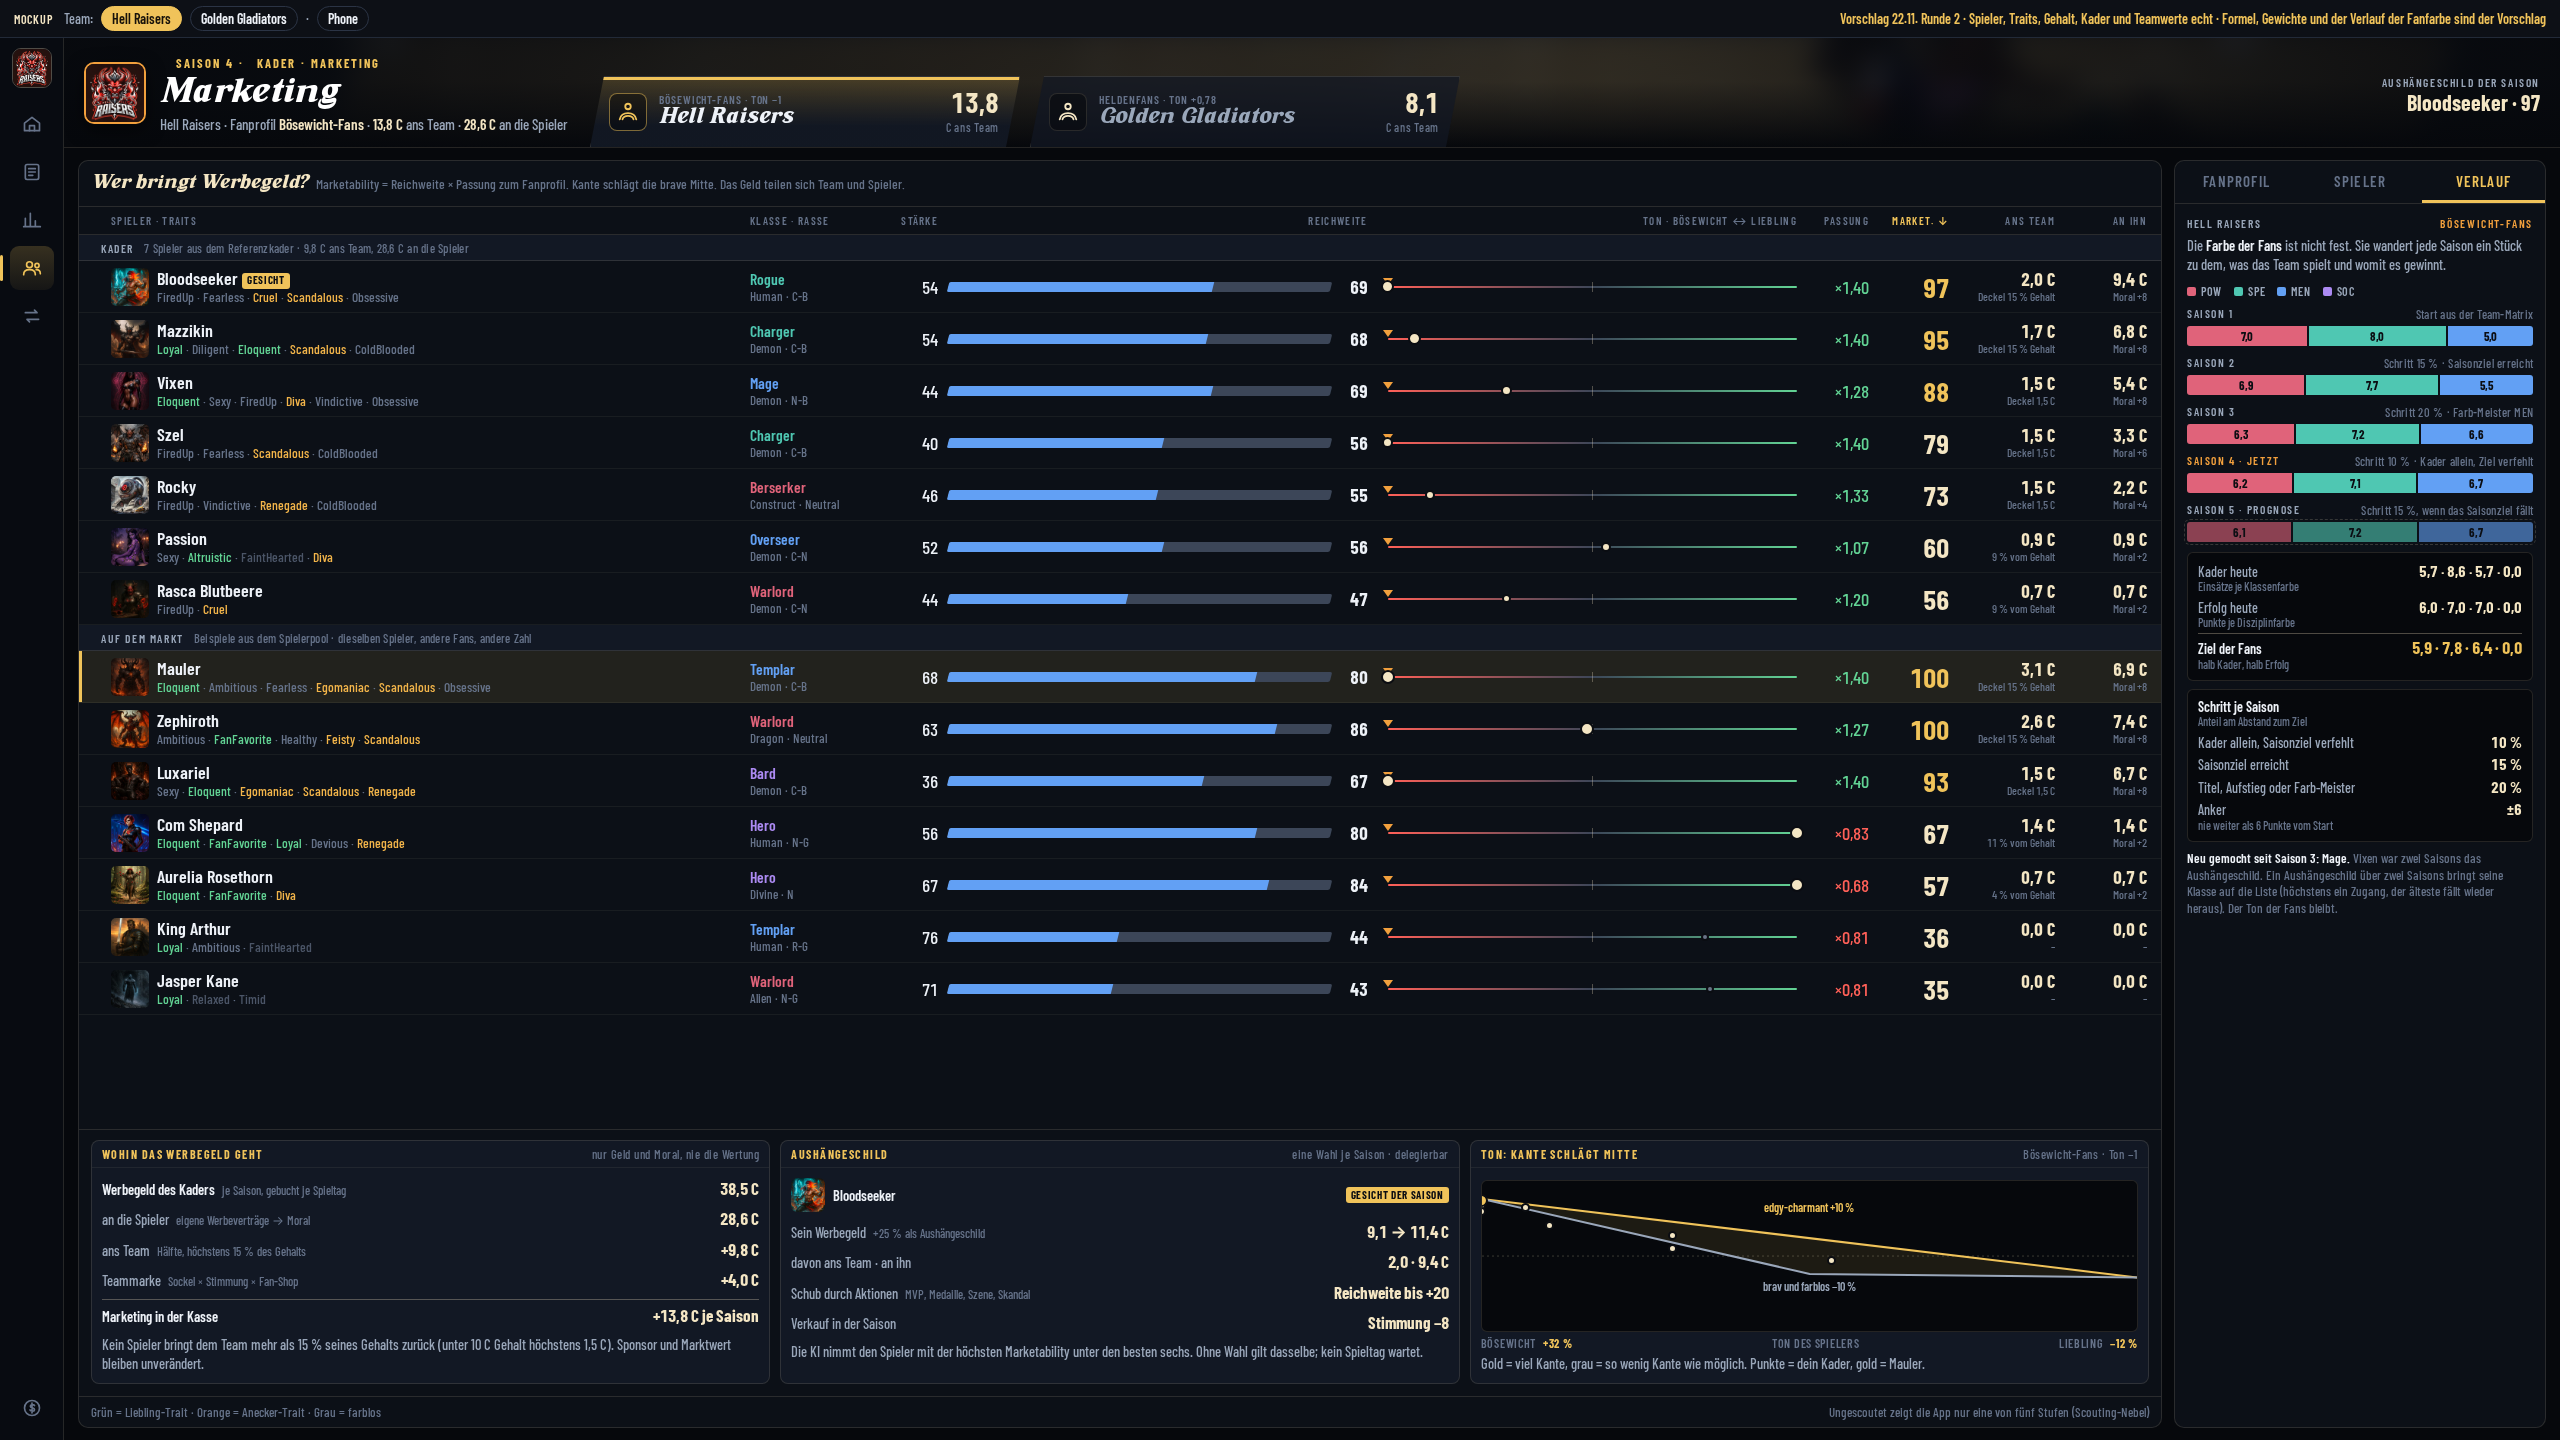 MOCKUP Team: Hell Raisers Golden Gladiators · Phone
Vorschlag 22.11. Runde 2 · Spieler, Traits, Gehalt, Kader und Teamwerte echt · Formel, Gewichte und der Verlauf der Fanfarbe sind der Vorschlag
SAISON 4 · KADER · MARKETING
Marketing
Hell Raisers · Fanprofil Bösewicht-Fans · 13,8 C ans Team · 28,6 C an die Spieler
BÖSEWICHT-FANS · TON −1
Hell Raisers
13,8
C ans Team
HELDENFANS · TON +0,78
Golden Gladiators
8,1
C ans Team
AUSHÄNGESCHILD DER SAISON
Bloodseeker · 97
Wer bringt Werbegeld? Marketability = Reichweite × Passung zum Fanprofil. Kante schlägt die brave Mitte. Das Geld teilen sich Team und Spieler.
SPIELER · TRAITS KLASSE · RASSE STÄRKE REICHWEITE TON · BÖSEWICHT ↔ LIEBLING PASSUNG MARKET. ↓ ANS TEAM AN IHN
KADER 7 Spieler aus dem Referenzkader · 9,8 C ans Team, 28,6 C an die Spieler
Bloodseeker GESICHT Rogue 54 69 ×1,40 97 2,0 C 9,4 C
FiredUp · Fearless · Cruel · Scandalous · Obsessive Human · C-B Deckel 15 % Gehalt Moral +8
Mazzikin Charger 54 68 ×1,40 95 1,7 C 6,8 C
Loyal · Diligent · Eloquent · Scandalous · ColdBlooded Demon · C-B Deckel 15 % Gehalt Moral +8
Vixen Mage 44 69 ×1,28 88 1,5 C 5,4 C
Eloquent · Sexy · FiredUp · Diva · Vindictive · Obsessive Demon · N-B Deckel 1,5 C Moral +8
Szel Charger 40 56 ×1,40 79 1,5 C 3,3 C
FiredUp · Fearless · Scandalous · ColdBlooded Demon · C-B Deckel 1,5 C Moral +6
Rocky Berserker 46 55 ×1,33 73 1,5 C 2,2 C
FiredUp · Vindictive · Renegade · ColdBlooded Construct · Neutral Deckel 1,5 C Moral +4
Passion Overseer 52 56 ×1,07 60 0,9 C 0,9 C
Sexy · Altruistic · FaintHearted · Diva Demon · C-N 9 % vom Gehalt Moral +2
Rasca Blutbeere Warlord 44 47 ×1,20 56 0,7 C 0,7 C
FiredUp · Cruel Demon · C-N 9 % vom Gehalt Moral +2
AUF DEM MARKT Beispiele aus dem Spielerpool · dieselben Spieler, andere Fans, andere Zahl
Mauler Templar 68 80 ×1,40 100 3,1 C 6,9 C
Eloquent · Ambitious · Fearless · Egomaniac · Scandalous · Obsessive Demon · C-B Deckel 15 % Gehalt Moral +8
Zephiroth Warlord 63 86 ×1,27 100 2,6 C 7,4 C
Ambitious · FanFavorite · Healthy · Feisty · Scandalous Dragon · Neutral Deckel 15 % Gehalt Moral +8
Luxariel Bard 36 67 ×1,40 93 1,5 C 6,7 C
Sexy · Eloquent · Egomaniac · Scandalous · Renegade Demon · C-B Deckel 1,5 C Moral +8
Com Shepard Hero 56 80 ×0,83 67 1,4 C 1,4 C
Eloquent · FanFavorite · Loyal · Devious · Renegade Human · N-G 11 % vom Gehalt Moral +2
Aurelia Rosethorn Hero 67 84 ×0,68 57 0,7 C 0,7 C
Eloquent · FanFavorite · Diva Divine · N 4 % vom Gehalt Moral +2
King Arthur Templar 76 44 ×0,81 36 0,0 C 0,0 C
Loyal · Ambitious · FaintHearted Human · R-G – –
Jasper Kane Warlord 71 43 ×0,81 35 0,0 C 0,0 C
Loyal · Relaxed · Timid Alien · N-G – –
WOHIN DAS WERBEGELD GEHT nur Geld und Moral, nie die Wertung
Werbegeld des Kaders je Saison, gebucht je Spieltag 38,5 C
an die Spieler eigene Werbeverträge → Moral 28,6 C
ans Team Hälfte, höchstens 15 % des Gehalts +9,8 C
Teammarke Sockel × Stimmung × Fan-Shop +4,0 C
Marketing in der Kasse +13,8 C je Saison
Kein Spieler bringt dem Team mehr als 15 % seines Gehalts zurück (unter 10 C Gehalt höchstens 1,5 C). Sponsor und Marktwert
bleiben unverändert.
AUSHÄNGESCHILD eine Wahl je Saison · delegierbar
Bloodseeker GESICHT DER SAISON
Sein Werbegeld +25 % als Aushängeschild 9,1 → 11,4 C
davon ans Team · an ihn 2,0 · 9,4 C
Schub durch Aktionen MVP, Medaille, Szene, Skandal Reichweite bis +20
Verkauf in der Saison Stimmung −8
Die KI nimmt den Spieler mit der höchsten Marketability unter den besten sechs. Ohne Wahl gilt dasselbe; kein Spieltag wartet.
TON: KANTE SCHLÄGT MITTE Bösewicht-Fans · Ton −1
edgy-charmant +10 %
brav und farblos −10 %
BÖSEWICHT +32 % TON DES SPIELERS LIEBLING −12 %
Gold = viel Kante, grau = so wenig Kante wie möglich. Punkte = dein Kader, gold = Mauler.
Grün = Liebling-Trait · Orange = Anecker-Trait · Grau = farblos
Ungescoutet zeigt die App nur eine von fünf Stufen (Scouting-Nebel)
FANPROFIL SPIELER VERLAUF
HELL RAISERS BÖSEWICHT-FANS
Die Farbe der Fans ist nicht fest. Sie wandert jede Saison ein Stück
zu dem, was das Team spielt und womit es gewinnt.
POW SPE MEN SOC
SAISON 1 Start aus der Team-Matrix
7,0 8,0 5,0
SAISON 2 Schritt 15 % · Saisonziel erreicht
6,9 7,7 5,5
SAISON 3 Schritt 20 % · Farb-Meister MEN
6,3 7,2 6,6
SAISON 4 · JETZT Schritt 10 % · Kader allein, Ziel verfehlt
6,2 7,1 6,7
SAISON 5 · PROGNOSE Schritt 15 %, wenn das Saisonziel fällt
6,1 7,2 6,7
Kader heute 5,7 · 8,6 · 5,7 · 0,0
Einsätze je Klassenfarbe
Erfolg heute 6,0 · 7,0 · 7,0 · 0,0
Punkte je Disziplinfarbe
Ziel der Fans 5,9 · 7,8 · 6,4 · 0,0
halb Kader, halb Erfolg
Schritt je Saison
Anteil am Abstand zum Ziel
Kader allein, Saisonziel verfehlt 10 %
Saisonziel erreicht 15 %
Titel, Aufstieg oder Farb-Meister 20 %
Anker ±6
nie weiter als 6 Punkte vom Start
Neu gemocht seit Saison 3: Mage. Vixen war zwei Saisons das
Aushängeschild. Ein Aushängeschild über zwei Saisons bringt seine
Klasse auf die Liste (höchstens ein Zugang, der älteste fällt wieder
heraus). Der Ton der Fans bleibt.